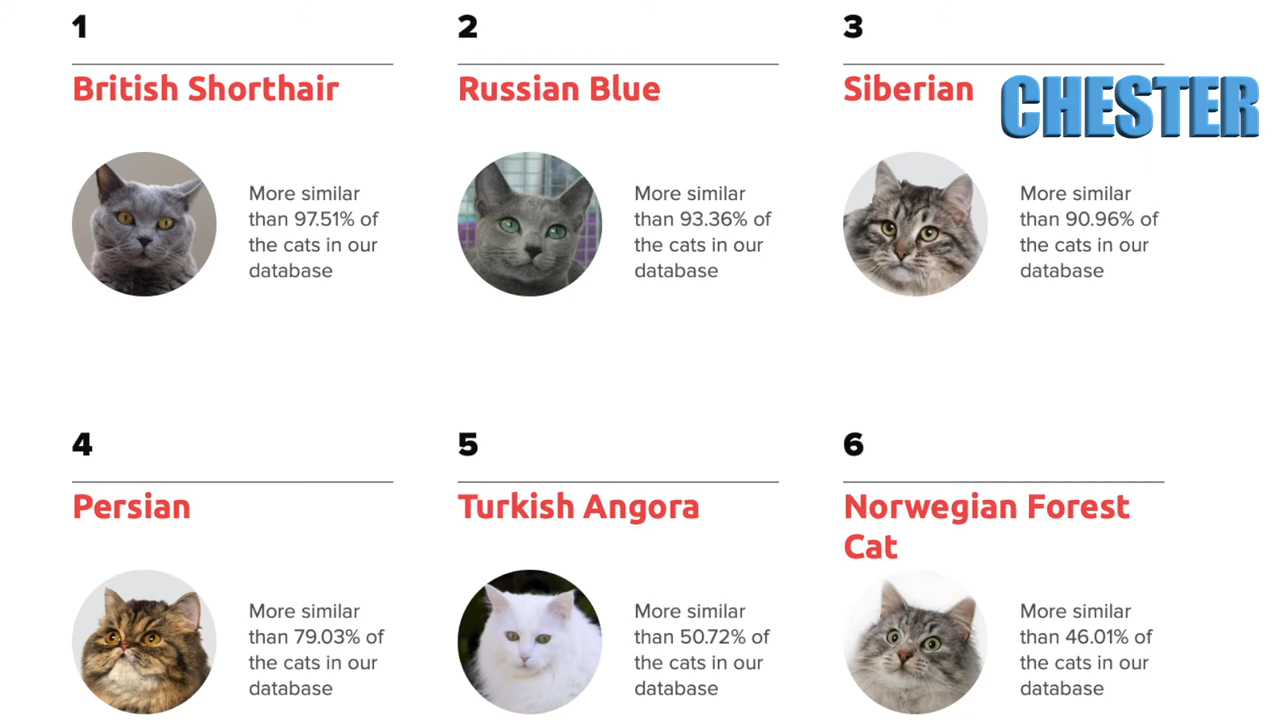 1
British Shorthair
More similar
than 97.51% of
the cats in our
database
2
Russian Blue
More similar
than 93.36% of
the cats in our
database
3
Siberian
CHESTER
More similar
than 90.96% of
the cats in our
database
4
Persian
More similar
than 79.03% of
the cats in our
database
5
Turkish Angora
More similar
than 50.72% of
the cats in our
database
6
Norwegian Forest
Cat
More similar
than 46.01% of
the cats in our
database